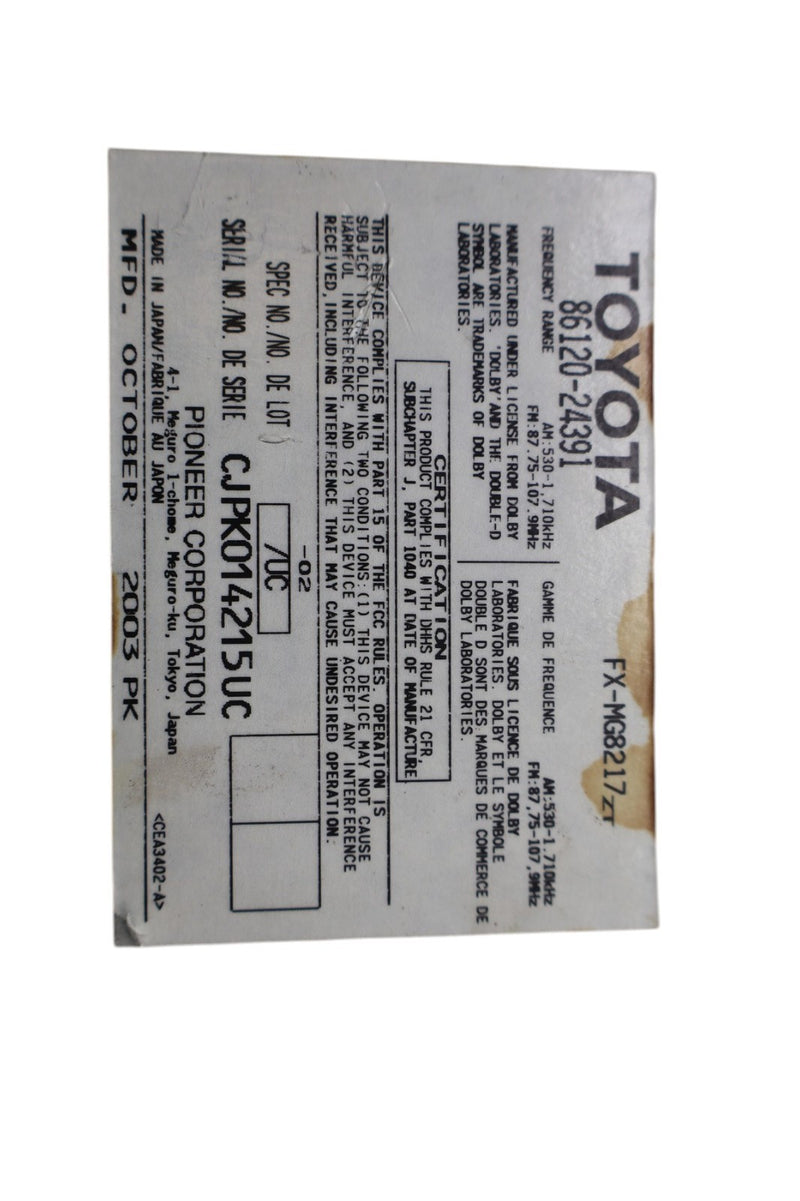 TOYOTA FX-MG8217ZT
86120-24391
FREQUENCY RANGE AM:530-1,710kHz
FM:87.75-107.9MHz
GAMME DE FREQUENCE AM:530-1.710kHz
FM:87,75-107,9MHz
MANUFACTURED UNDER LICENSE FROM DOLBY
LABORATORIES. "DOLBY" AND THE DOUBLE-D
SYMBOL ARE TRADEMARKS OF DOLBY
LABORATORIES.
FABRIQUE SOUS LICENCE DE DOLBY
LABORATORIES. DOLBY ET LE SYMBOLE
DOUBLE D SONT DES MARQUES DE COMMERCE DE
DOLBY LABORATORIES.
CERTIFICATION
THIS PRODUCT COMPLIES WITH DHHS RULE 21 CFR,
SUBCHAPTER J, PART 1040 AT DATE OF MANUFACTURE.
THIS DEVICE COMPLIES WITH PART 15 OF THE FCC RULES. OPERATION IS
SUBJECT TO THE FOLLOWING TWO CONDITIONS:(1) THIS DEVICE MAY NOT CAUSE
HARMFUL INTERFERENCE, AND (2) THIS DEVICE MUST ACCEPT ANY INTERFERENCE
RECEIVED, INCLUDING INTERFERENCE THAT MAY CAUSE UNDESIRED OPERATION.
-02
SPEC NO./NO. DE LOT /UC
SERIAL NO./NO. DE SERIE CJPK014215UC
PIONEER CORPORATION
4-1, Meguro 1-chome, Meguro-ku, Tokyo, Japan
MADE IN JAPAN/FABRIQUE AU JAPON <CEA3402-A>
MFD. OCTOBER 2003 PK